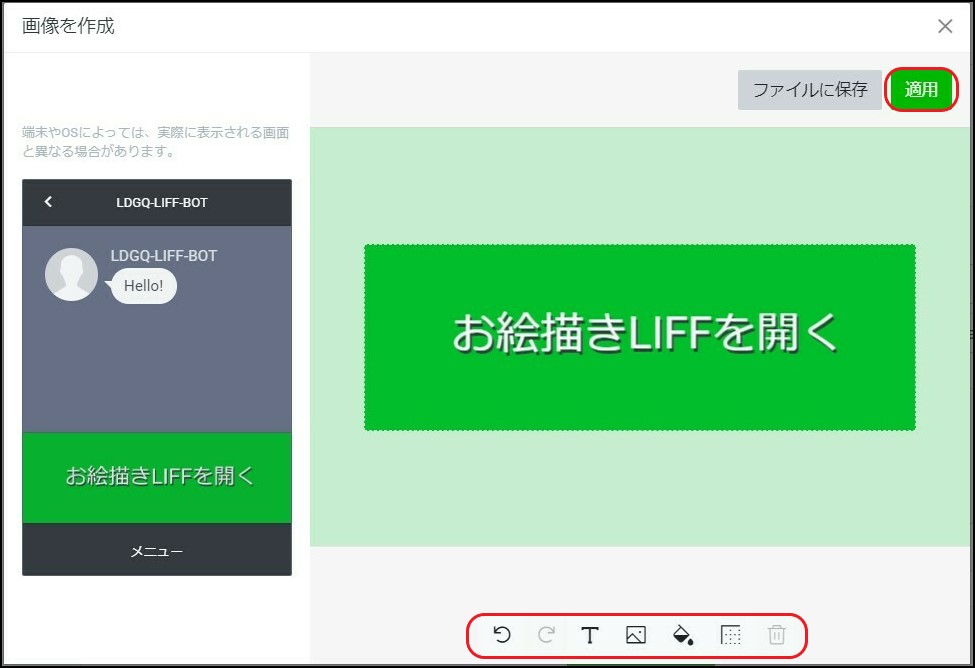 画像を作成
ファイルに保存
適用
端末やOSによっては、実際に表示される画面
と異なる場合があります。
LDGQ-LIFF-BOT
LDGQ-LIFF-BOT
Hello!
お絵描きLIFFを開く
メニュー
お絵描きLIFFを開く